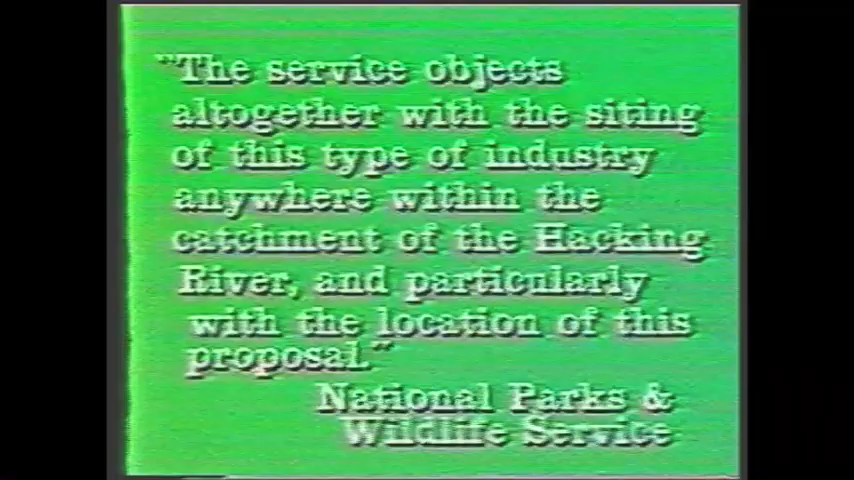 "The service objects
altogether with the siting
of this type of industry
anywhere within the
catchment of the Hacking
River, and particularly
with the location of this
proposal."
National Parks &
Wildlife Service